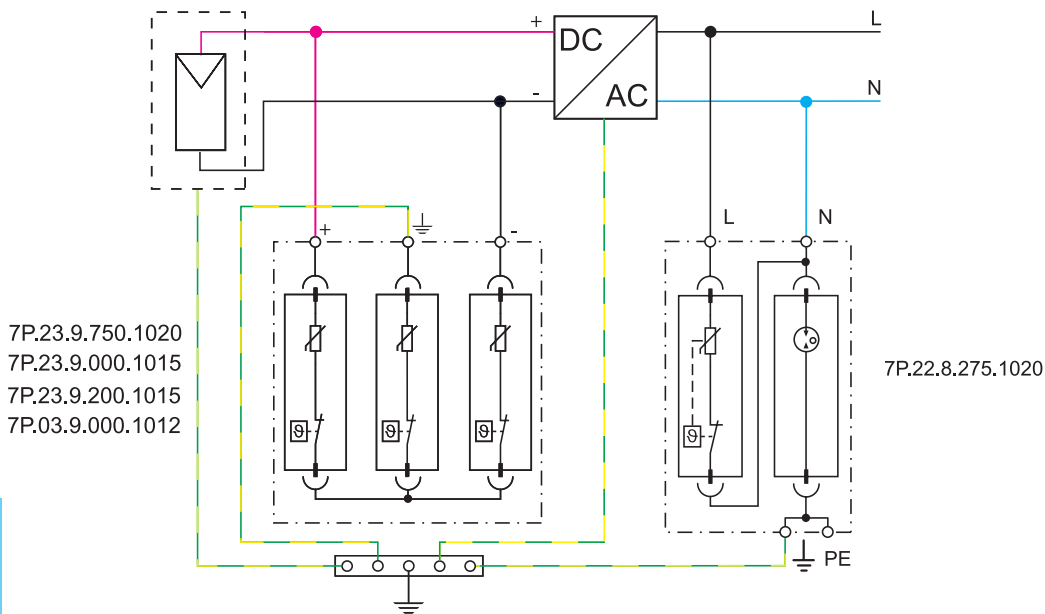 +
L
DC
-
AC
N
L
N
+
-
7P.23.9.750.1020
7P.23.9.000.1015
7P.23.9.200.1015
7P.03.9.000.1012
7P.22.8.275.1020
ϑ
ϑ
ϑ
ϑ
PE